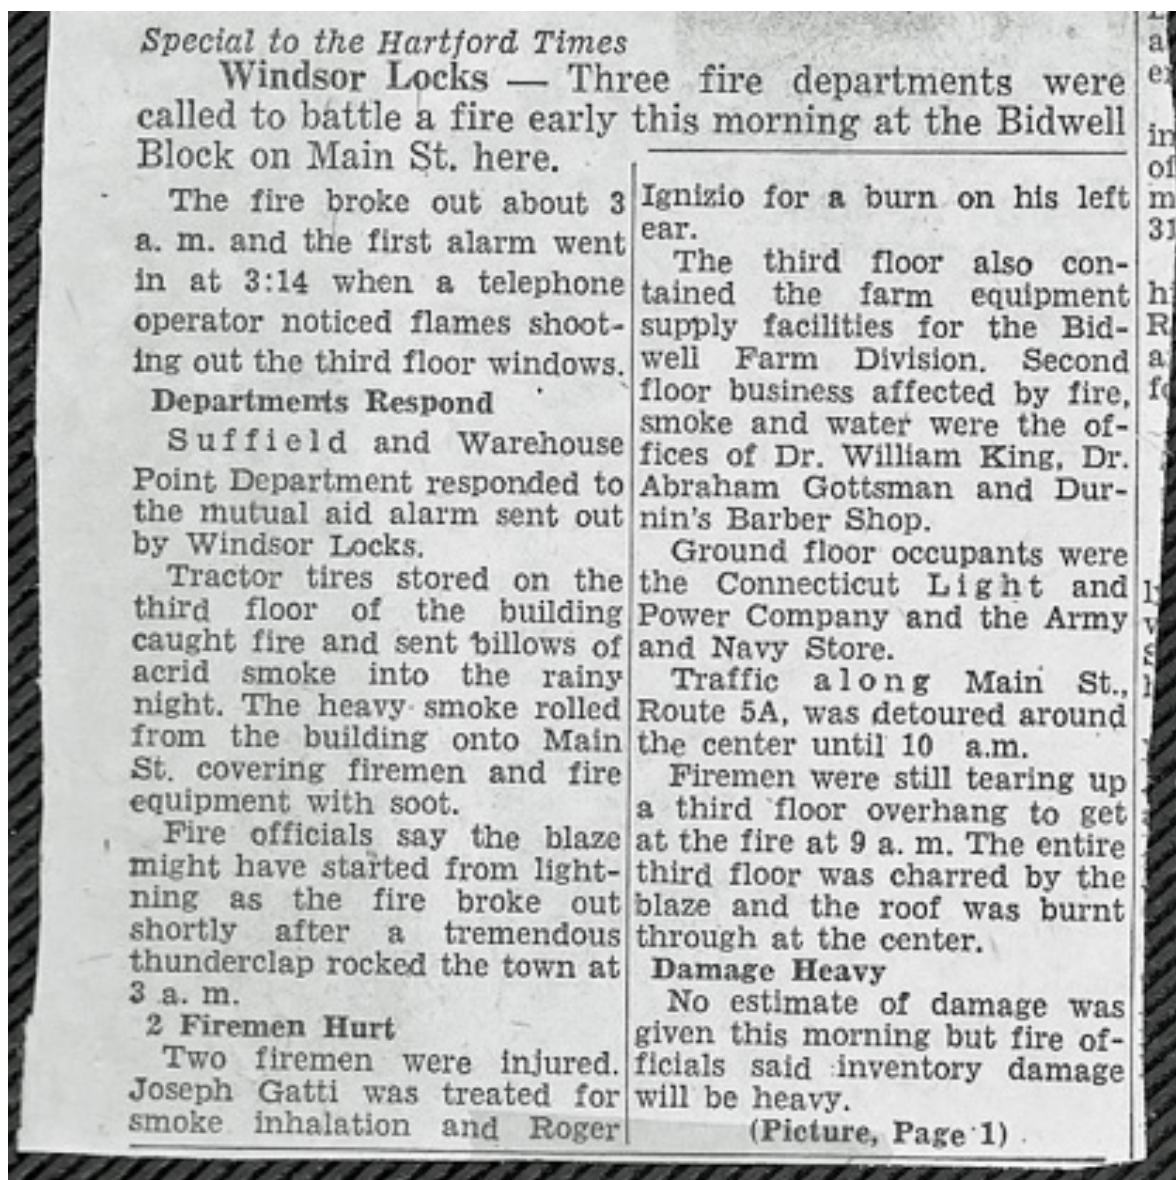 Special to the Hartford Times
Windsor Locks — Three fire departments were
called to battle a fire early this morning at the Bidwell
Block on Main St. here.
The fire broke out about 3
a. m. and the first alarm went
in at 3:14 when a telephone
operator noticed flames shoot-
ing out the third floor windows.
Departments Respond
Suffield and Warehouse
Point Department responded to
the mutual aid alarm sent out
by Windsor Locks.
Tractor tires stored on the
third floor of the building
caught fire and sent billows of
acrid smoke into the rainy
night. The heavy smoke rolled
from the building onto Main
St. covering firemen and fire
equipment with soot.
Fire officials say the blaze
might have started from light-
ning as the fire broke out
shortly after a tremendous
thunderclap rocked the town at
3 a. m.
2 Firemen Hurt
Two firemen were injured.
Joseph Gatti was treated for
smoke inhalation and Roger
Ignizio for a burn on his left
ear.
The third floor also con-
tained the farm equipment
supply facilities for the Bid-
well Farm Division. Second
floor business affected by fire,
smoke and water were the of-
fices of Dr. William King, Dr.
Abraham Gottsman and Dur-
nin's Barber Shop.
Ground floor occupants were
the Connecticut Light and
Power Company and the Army
and Navy Store.
Traffic along Main St.,
Route 5A, was detoured around
the center until 10 a.m.
Firemen were still tearing up
a third floor overhang to get
at the fire at 9 a. m. The entire
third floor was charred by the
blaze and the roof was burnt
through at the center.
Damage Heavy
No estimate of damage was
given this morning but fire of-
ficials said inventory damage
will be heavy.
(Picture, Page 1)